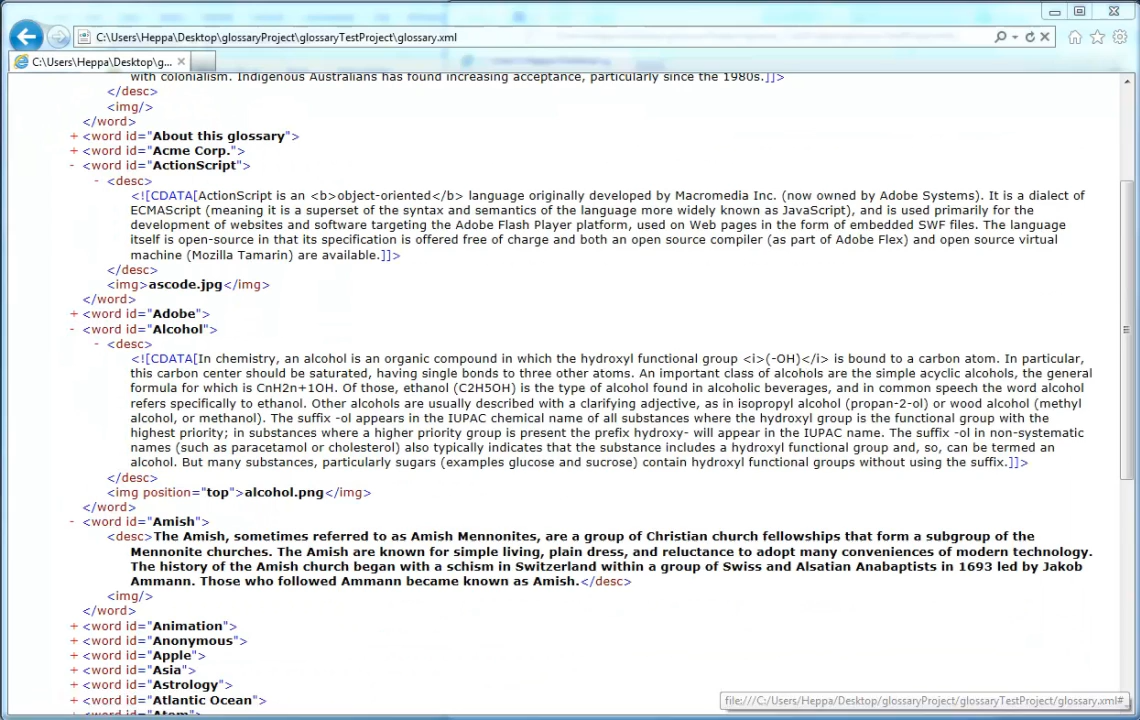 C:\Users\Heppa\Desktop\glossaryProject\glossaryTestProject\glossary.xml
C:\Users\Heppa\Desktop\g...
with colonialism. Indigenous Australians has found increasing acceptance, particularly since the 1980s.]]>
</desc>
<img/>
</word>
+ <word id="About this glossary">
+ <word id="Acme Corp.">
- <word id="ActionScript">
- <desc>
<![CDATA[ActionScript is an <b>object-oriented</b> language originally developed by Macromedia Inc. (now owned by Adobe Systems). It is a dialect of
ECMAScript (meaning it is a superset of the syntax and semantics of the language more widely known as JavaScript), and is used primarily for the
development of websites and software targeting the Adobe Flash Player platform, used on Web pages in the form of embedded SWF files. The language
itself is open-source in that its specification is offered free of charge and both an open source compiler (as part of Adobe Flex) and open source virtual
machine (Mozilla Tamarin) are available.]]>
</desc>
<img>ascode.jpg</img>
</word>
+ <word id="Adobe">
- <word id="Alcohol">
- <desc>
<![CDATA[In chemistry, an alcohol is an organic compound in which the hydroxyl functional group <i>(-OH)</i> is bound to a carbon atom. In particular,
this carbon center should be saturated, having single bonds to three other atoms. An important class of alcohols are the simple acyclic alcohols, the general
formula for which is CnH2n+1OH. Of those, ethanol (C2H5OH) is the type of alcohol found in alcoholic beverages, and in common speech the word alcohol
refers specifically to ethanol. Other alcohols are usually described with a clarifying adjective, as in isopropyl alcohol (propan-2-ol) or wood alcohol (methyl
alcohol, or methanol). The suffix -ol appears in the IUPAC chemical name of all substances where the hydroxyl group is the functional group with the
highest priority; in substances where a higher priority group is present the prefix hydroxy- will appear in the IUPAC name. The suffix -ol in non-systematic
names (such as paracetamol or cholesterol) also typically indicates that the substance includes a hydroxyl functional group and, so, can be termed an
alcohol. But many substances, particularly sugars (examples glucose and sucrose) contain hydroxyl functional groups without using the suffix.]]>
</desc>
<img position="top">alcohol.png</img>
</word>
- <word id="Amish">
<desc>The Amish, sometimes referred to as Amish Mennonites, are a group of Christian church fellowships that form a subgroup of the
Mennonite churches. The Amish are known for simple living, plain dress, and reluctance to adopt many conveniences of modern technology.
The history of the Amish church began with a schism in Switzerland within a group of Swiss and Alsatian Anabaptists in 1693 led by Jakob
Ammann. Those who followed Ammann became known as Amish.</desc>
<img/>
</word>
+ <word id="Animation">
+ <word id="Anonymous">
+ <word id="Apple">
+ <word id="Asia">
+ <word id="Astrology">
+ <word id="Atlantic Ocean">
+ <word id="Atom">
file:///C:/Users/Heppa/Desktop/glossaryProject/glossaryTestProject/glossary.xml#